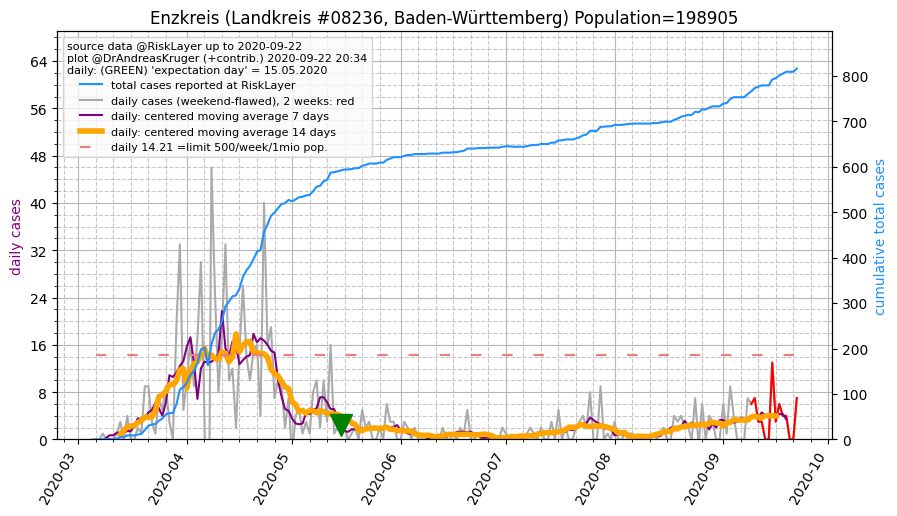 Enzkreis (Landkreis #08236, Baden-Württemberg) Population=198905
source data @RiskLayer up to 2020-09-22
plot @DrAndreasKruger (+contrib.) 2020-09-22 20:34
daily: (GREEN) 'expectation day' = 15.05.2020
total cases reported at RiskLayer
daily cases (weekend-flawed), 2 weeks: red
daily: centered moving average 7 days
daily: centered moving average 14 days
daily 14.21 =limit 500/week/1mio pop.
daily cases
64
56
48
40
32
24
16
8
0
cumulative total cases
800
700
600
500
400
300
200
100
0
2020-03
2020-04
2020-05
2020-06
2020-07
2020-08
2020-09
2020-10